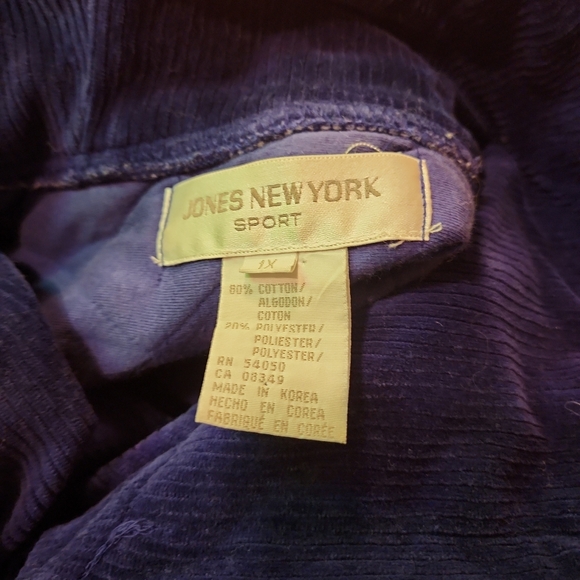 JONES NEW YORK
SPORT
1X
80% COTTON/
ALGODON/
COTON
20% POLYESTER/
POLIESTER/
POLYESTER/
RN 54050
CA 08349
MADE IN KOREA
HECHO EN COREA
FABRIQUÉ EN CORÉE